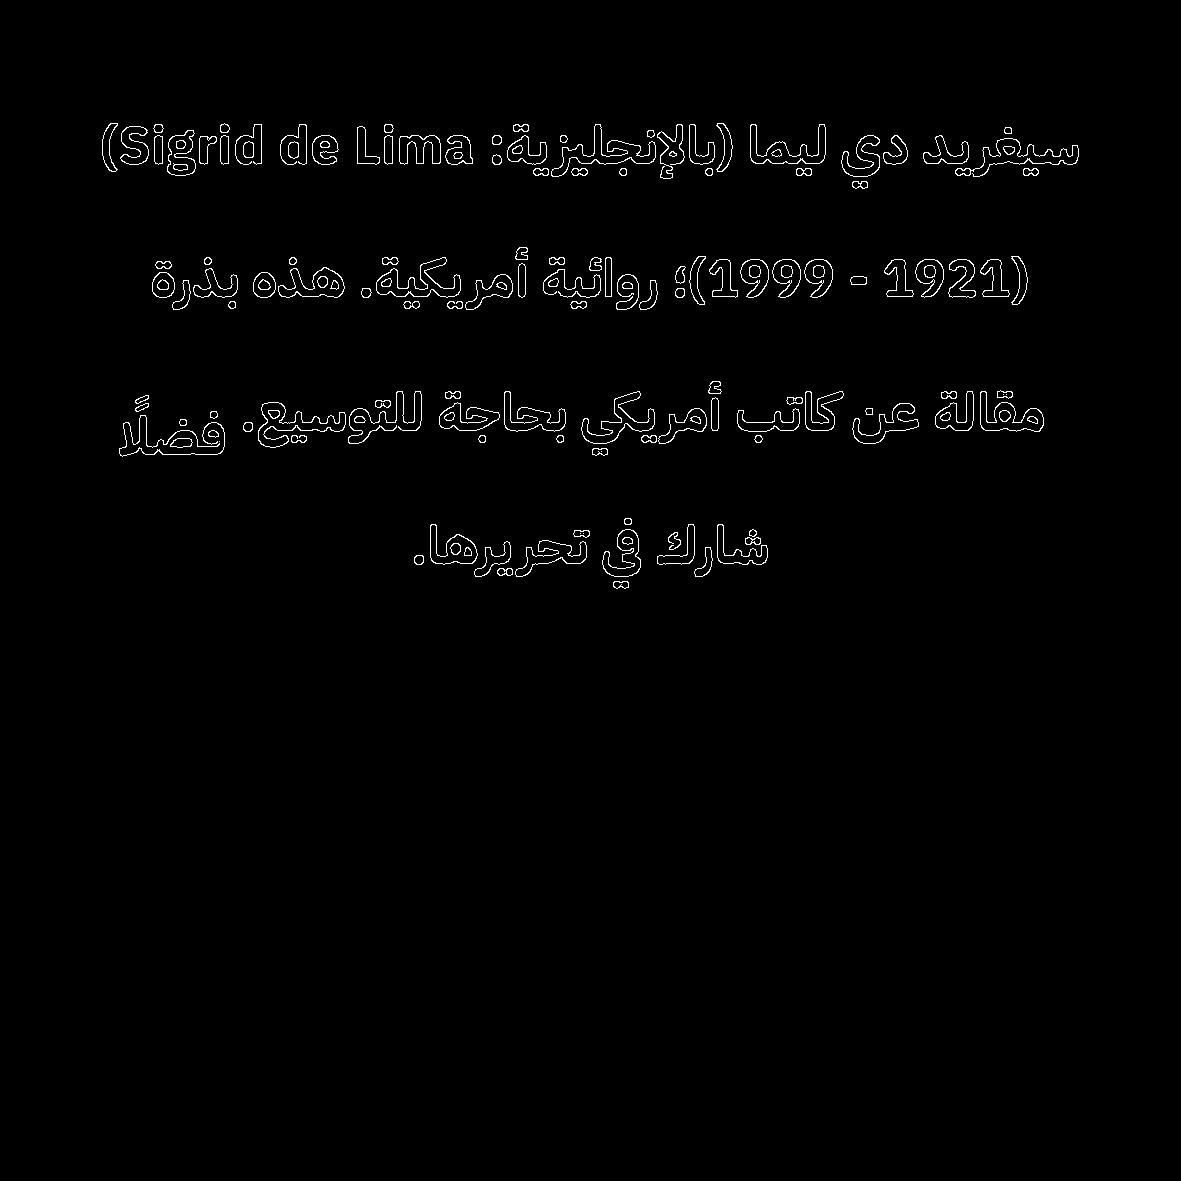 سيغريد دي ليما (بالإنجليزية: Sigrid de Lima)
(1921 - 1999)؛ روائية أمريكية. هذه بذرة
مقالة عن كاتب أمريكي بحاجة للتوسيع. فضلًا
شارك في تحريرها.